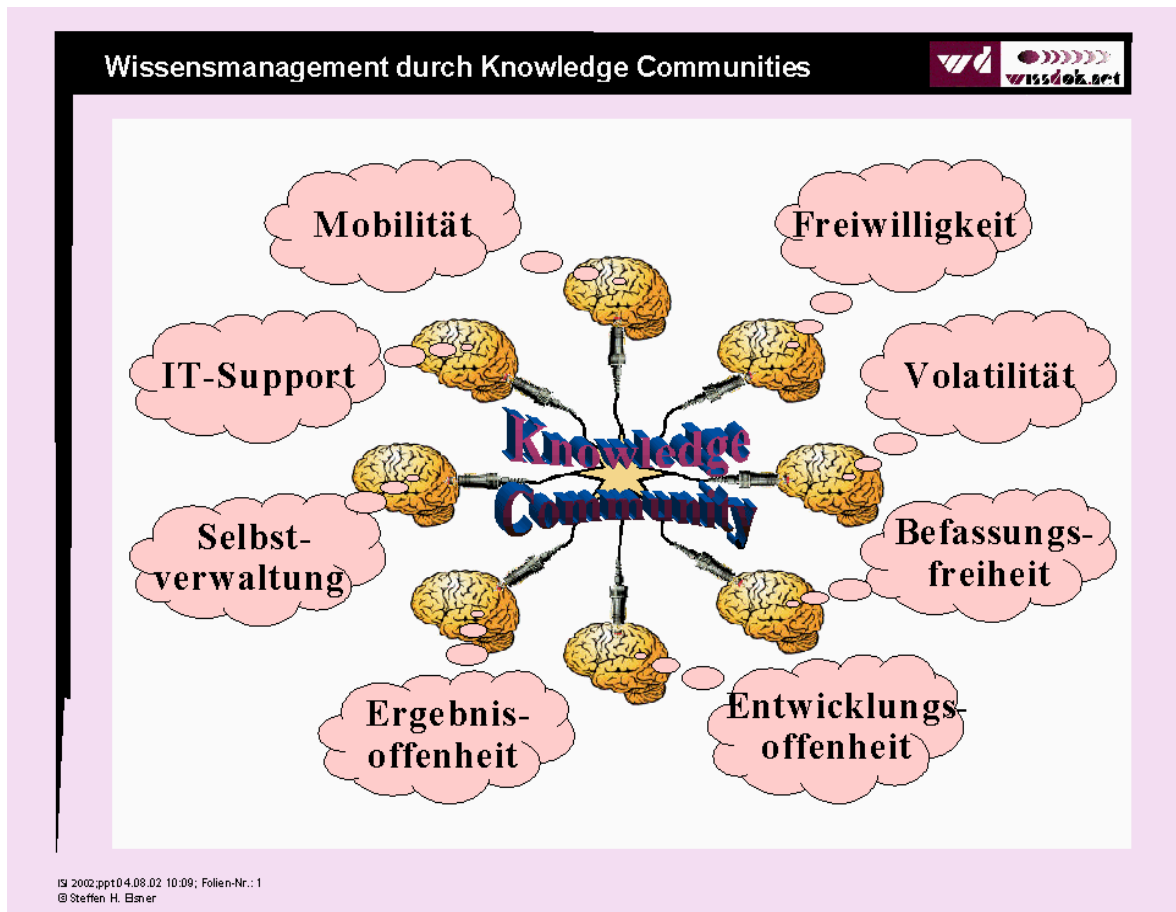 Wissensmanagement durch Knowledge Communities
wd
wissdok.net
Mobilität
Freiwilligkeit
IT-Support
Volatilität
Knowledge
Community
Selbst-
verwaltung
Befassungs-
freiheit
Ergebnis-
offenheit
Entwicklungs-
offenheit
ISI 2002;ppt 04.08.02 10:09; Folien-Nr.: 1
© Steffen H. Elsner